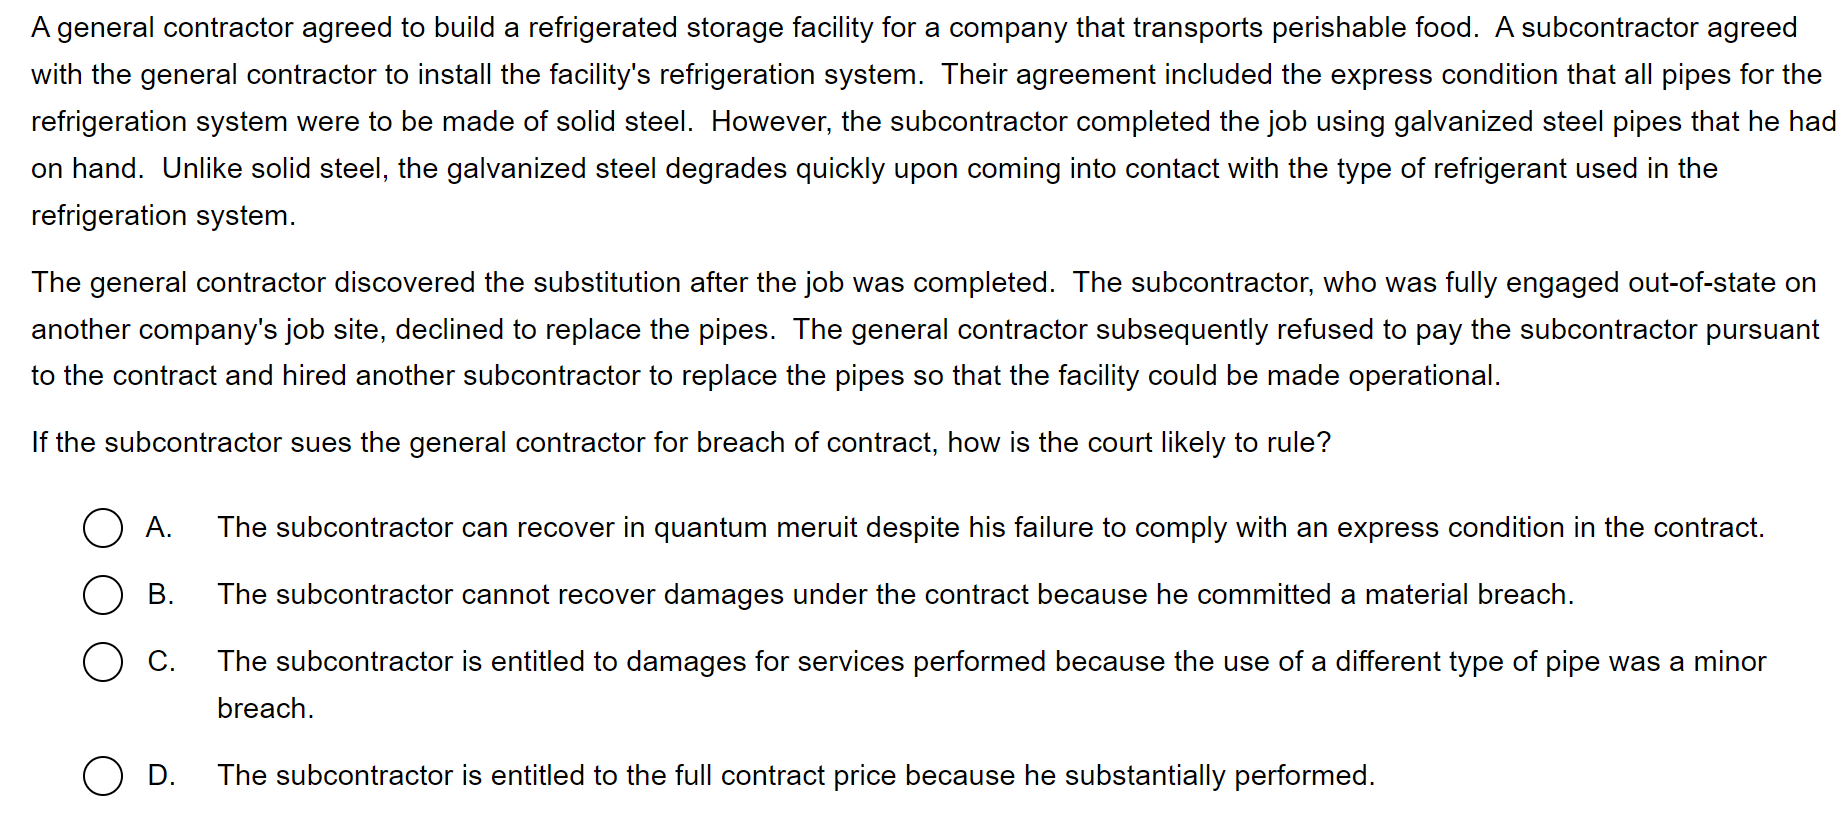 A general contractor agreed to build a refrigerated storage facility for a company that transports perishable food.  A subcontractor agreed
with the general contractor to install the facility's refrigeration system.  Their agreement included the express condition that all pipes for the
refrigeration system were to be made of solid steel.  However, the subcontractor completed the job using galvanized steel pipes that he had
on hand.  Unlike solid steel, the galvanized steel degrades quickly upon coming into contact with the type of refrigerant used in the
refrigeration system.
The general contractor discovered the substitution after the job was completed.  The subcontractor, who was fully engaged out-of-state on
another company's job site, declined to replace the pipes.  The general contractor subsequently refused to pay the subcontractor pursuant
to the contract and hired another subcontractor to replace the pipes so that the facility could be made operational.
If the subcontractor sues the general contractor for breach of contract, how is the court likely to rule?
A. The subcontractor can recover in quantum meruit despite his failure to comply with an express condition in the contract.
B. The subcontractor cannot recover damages under the contract because he committed a material breach.
C. The subcontractor is entitled to damages for services performed because the use of a different type of pipe was a minor
breach.
D. The subcontractor is entitled to the full contract price because he substantially performed.